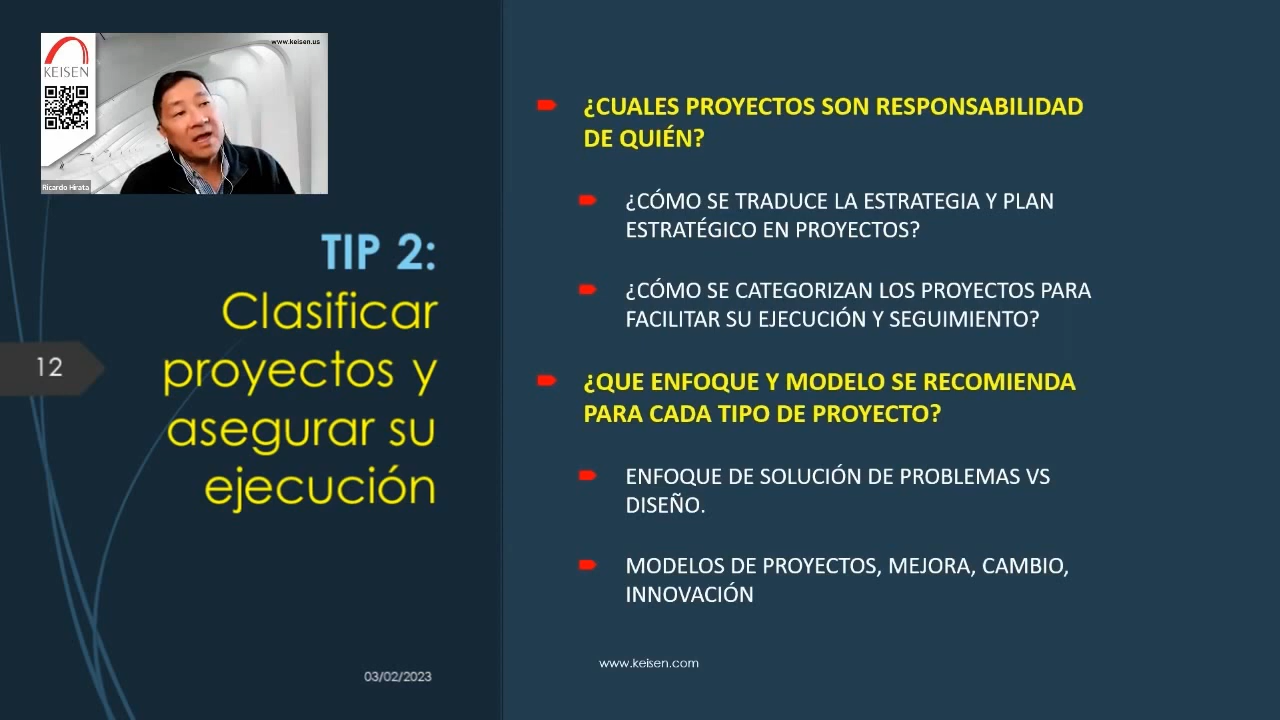 www.keisen.us
KEISEN
Ricardo Hirata
TIP 2:
Clasificar
proyectos y
asegurar su
ejecución
12
03/02/2023
¿CUALES PROYECTOS SON RESPONSABILIDAD
DE QUIÉN?
¿CÓMO SE TRADUCE LA ESTRATEGIA Y PLAN
ESTRATÉGICO EN PROYECTOS?
¿CÓMO SE CATEGORIZAN LOS PROYECTOS PARA
FACILITAR SU EJECUCIÓN Y SEGUIMIENTO?
¿QUE ENFOQUE Y MODELO SE RECOMIENDA
PARA CADA TIPO DE PROYECTO?
ENFOQUE DE SOLUCIÓN DE PROBLEMAS VS
DISEÑO.
MODELOS DE PROYECTOS, MEJORA, CAMBIO,
INNOVACIÓN
www.keisen.com